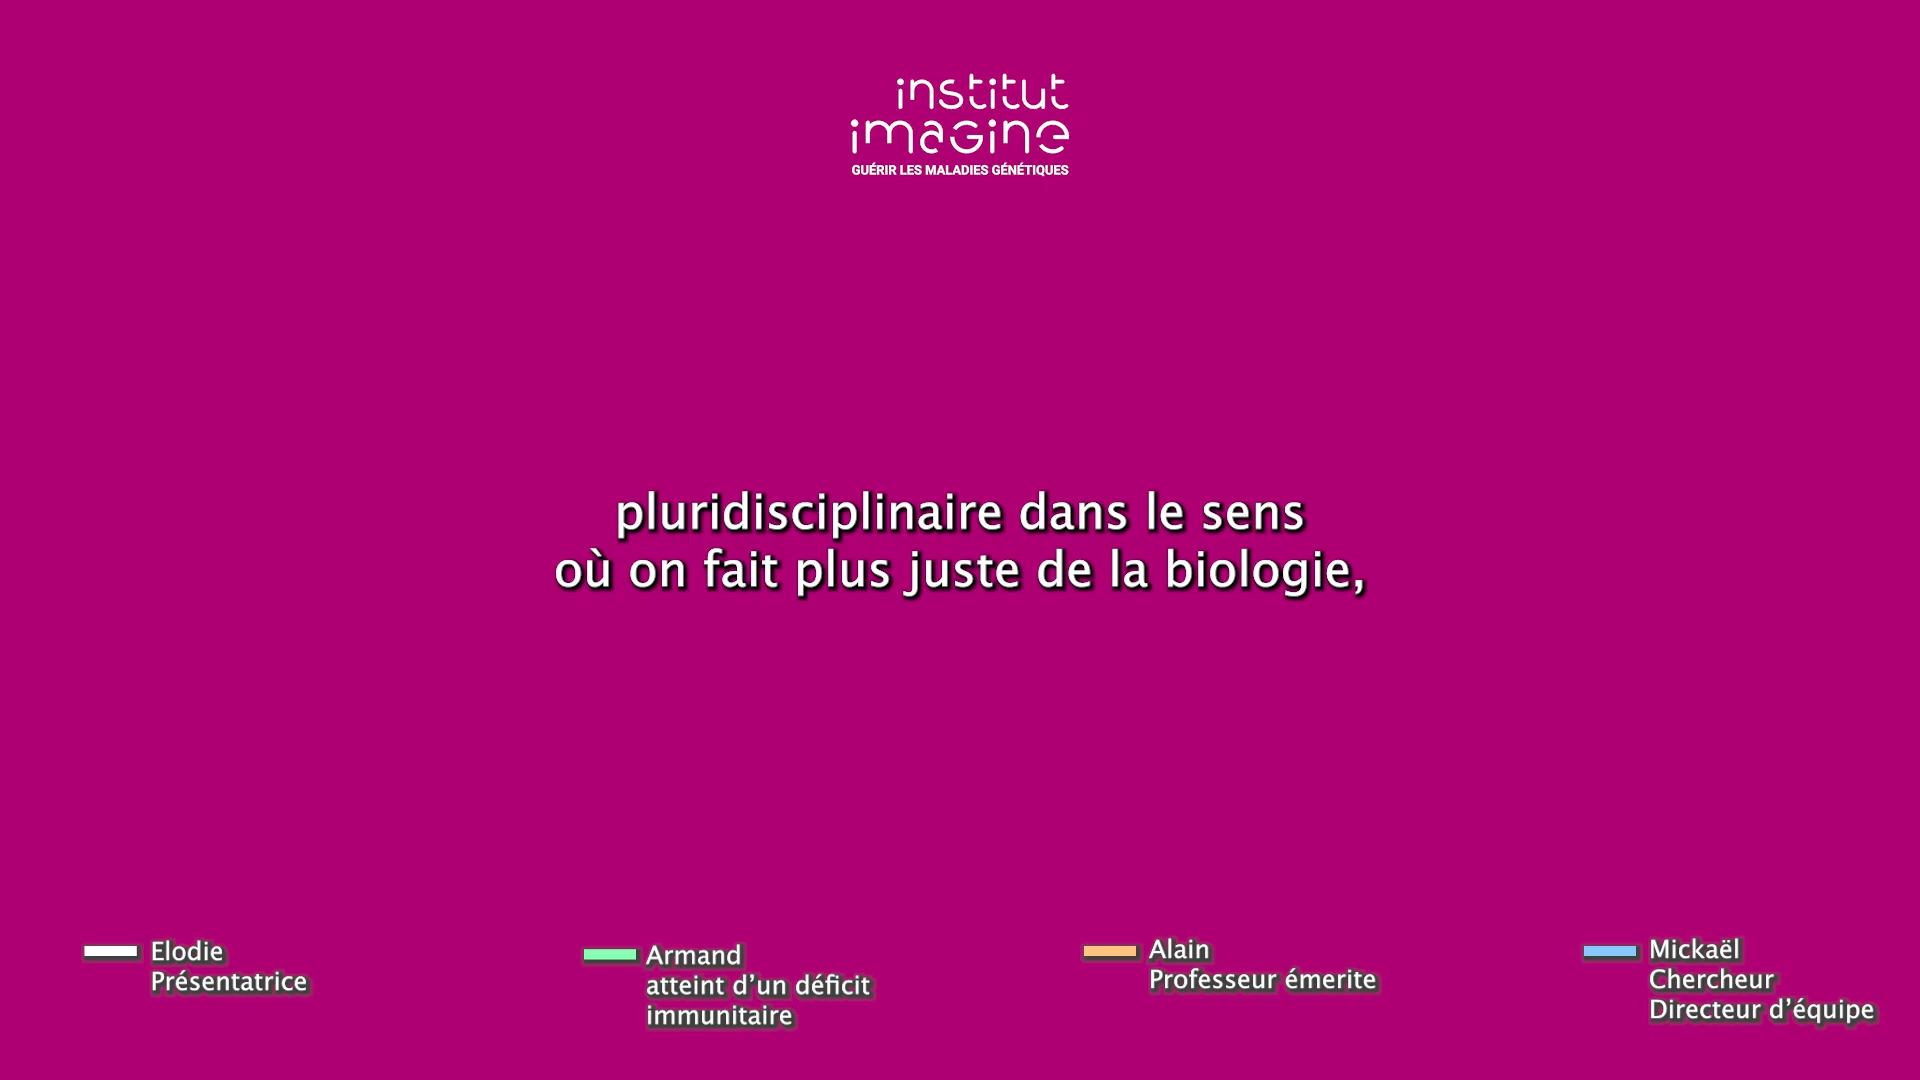 institut
imagine
GUÉRIR LES MALADIES GÉNÉTIQUES
pluridisciplinaire dans le sens
où on fait plus juste de la biologie,
Elodie
Présentatrice
Armand
atteint d’un déficit
immunitaire
Alain
Professeur émerite
Mickaël
Chercheur
Directeur d’équipe